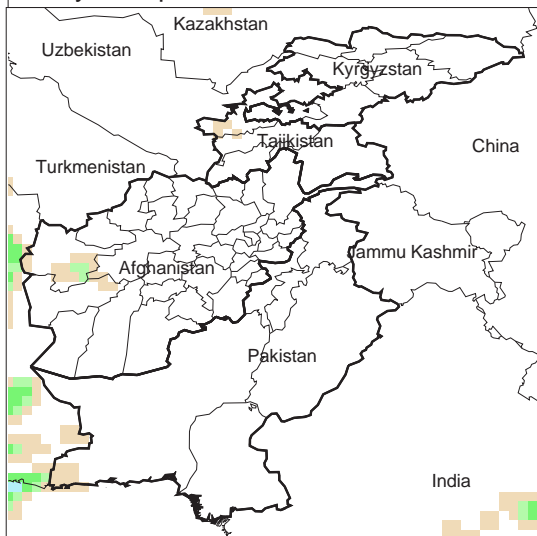 Kazakhstan
Uzbekistan
Kyrgyzstan
Tajikistan
China
Turkmenistan
Jammu Kashmir
Afghanistan
Pakistan
India